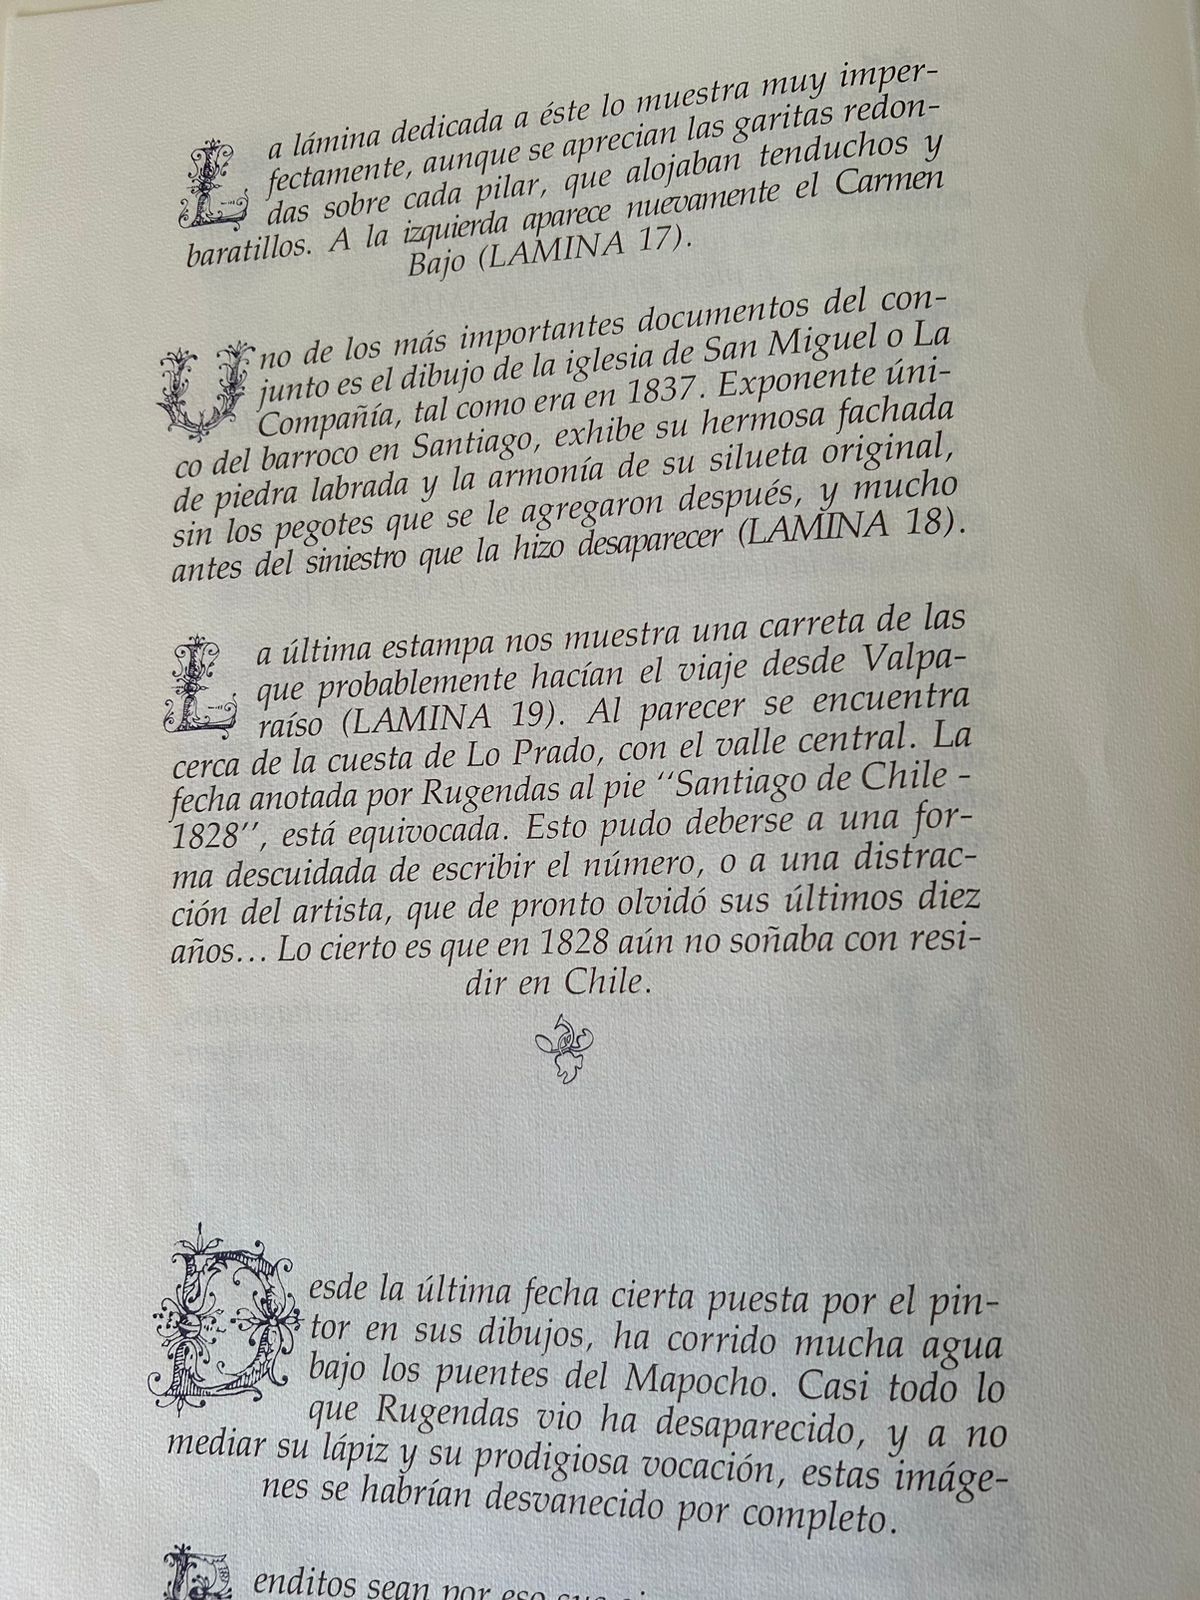 La lámina dedicada a éste lo muestra muy imper-
fectamente, aunque se aprecian las garitas redon-
das sobre cada pilar, que alojaban tenduchos y
baratillos. A la izquierda aparece nuevamente el Carmen
Bajo (LAMINA 17).
Uno de los más importantes documentos del con-
junto es el dibujo de la iglesia de San Miguel o La
Compañía, tal como era en 1837. Exponente úni-
co del barroco en Santiago, exhibe su hermosa fachada
de piedra labrada y la armonía de su silueta original,
sin los pegotes que se le agregaron después, y mucho
antes del siniestro que la hizo desaparecer (LAMINA 18).
La última estampa nos muestra una carreta de las
que probablemente hacían el viaje desde Valpa-
raíso (LAMINA 19). Al parecer se encuentra
cerca de la cuesta de Lo Prado, con el valle central. La
fecha anotada por Rugendas al pie ‘‘Santiago de Chile -
1828’’, está equivocada. Esto pudo deberse a una for-
ma descuidada de escribir el número, o a una distrac-
ción del artista, que de pronto olvidó sus últimos diez
años... Lo cierto es que en 1828 aún no soñaba con resi-
dir en Chile.
Desde la última fecha cierta puesta por el pin-
tor en sus dibujos, ha corrido mucha agua
bajo los puentes del Mapocho. Casi todo lo
que Rugendas vio ha desaparecido, y a no
mediar su lápiz y su prodigiosa vocación, estas imáge-
nes se habrían desvanecido por completo.
Benditos sean por eso